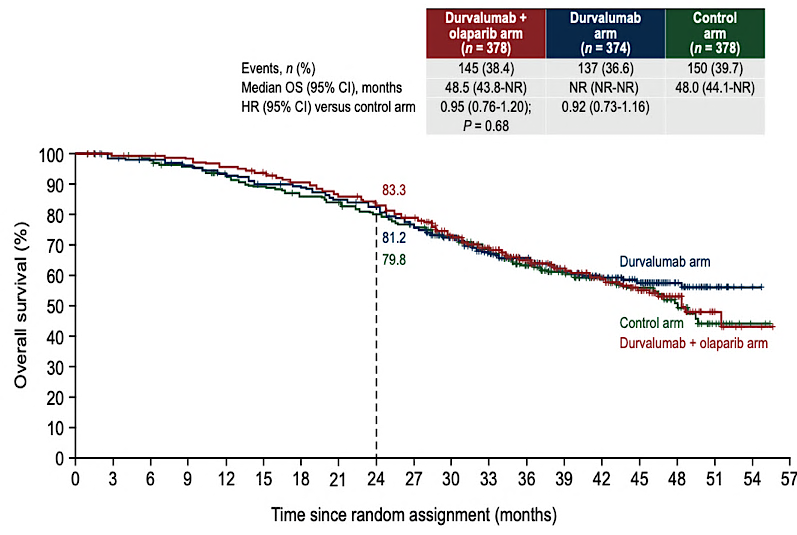 Durvalumab + olaparib arm (n = 378)
Durvalumab arm (n = 374)
Control arm (n = 378)
Events, n (%) 145 (38.4) 137 (36.6) 150 (39.7)
Median OS (95% CI), months 48.5 (43.8-NR) NR (NR-NR) 48.0 (44.1-NR)
HR (95% CI) versus control arm 0.95 (0.76-1.20); 0.92 (0.73-1.16)
P = 0.68
100
90
80
70
60
50
40
30
20
10
0
Overall survival (%)
83.3
81.2
79.8
Durvalumab arm
Control arm
Durvalumab + olaparib arm
0 3 6 9 12 15 18 21 24 27 30 33 36 39 42 45 48 51 54 57
Time since random assignment (months)